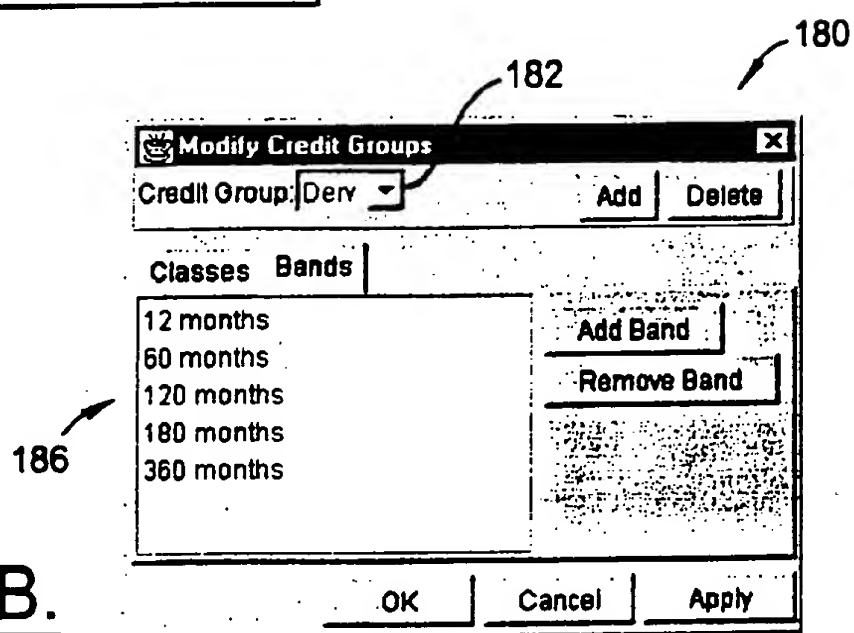 180
182
Modify Credit Groups
Credit Group: Derv Add Delete
Classes Bands
12 months
60 months
120 months
180 months
360 months
Add Band
Remove Band
186
B.
OK Cancel Apply